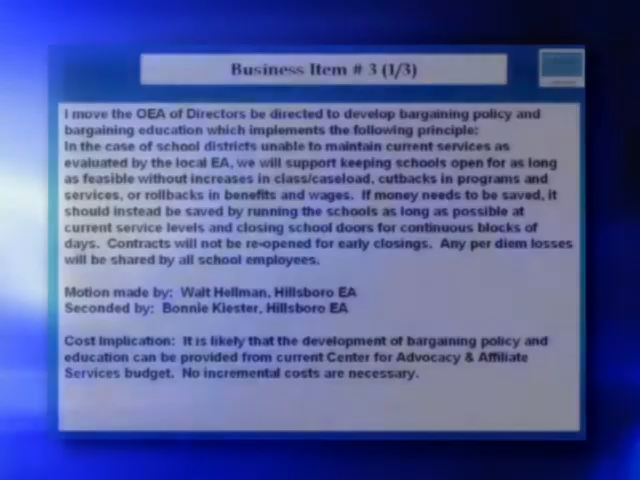 Business Item # 3 (1/3)
I move the OEA of Directors be directed to develop bargaining policy and
bargaining education which implements the following principle:
In the case of school districts unable to maintain current services as
evaluated by the local EA, we will support keeping schools open for as long
as feasible without increases in class/caseload, cutbacks in programs and
services, or rollbacks in benefits and wages.  If money needs to be saved, it
should instead be saved by running the schools as long as possible at
current service levels and closing school doors for continuous blocks of
days.  Contracts will not be re-opened for early closings.  Any per diem losses
will be shared by all school employees.
Motion made by:  Walt Hellman, Hillsboro EA
Seconded by:  Bonnie Kiester, Hillsboro EA
Cost Implication:  It is likely that the development of bargaining policy and
education can be provided from current Center for Advocacy & Affiliate
Services budget.  No incremental costs are necessary.